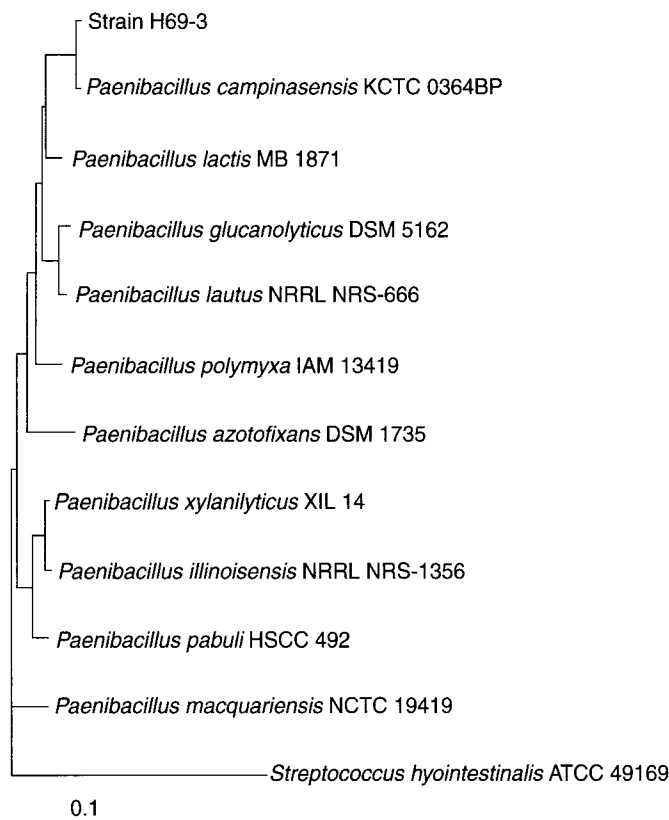 Strain H69-3
Paenibacillus campinasensis KCTC 0364BP
Paenibacillus lactis MB 1871
Paenibacillus glucanolyticus DSM 5162
Paenibacillus lautus NRRL NRS-666
Paenibacillus polymyxa IAM 13419
Paenibacillus azotofixans DSM 1735
Paenibacillus xylanilyticus XIL 14
Paenibacillus illinoisensis NRRL NRS-1356
Paenibacillus pabuli HSCC 492
Paenibacillus macquariensis NCTC 19419
Streptococcus hyointestinalis ATCC 49169
0.1